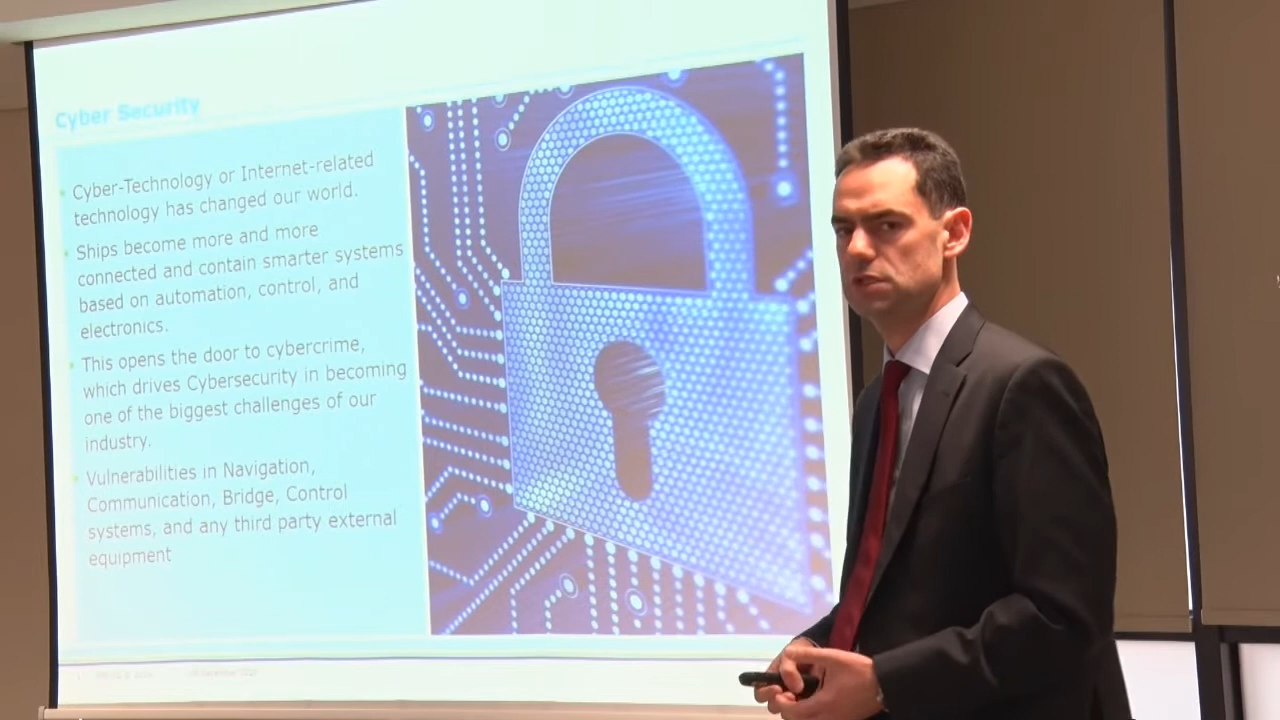 Cyber Security
Cyber-Technology or Internet-related
technology has changed our world.
Ships become more and more
connected and contain smarter systems
based on automation, control, and
electronics.
This opens the door to cybercrime,
which drives Cybersecurity in becoming
one of the biggest challenges of our
industry.
Vulnerabilities in Navigation,
Communication, Bridge, Control
systems, and any third party external
equipment